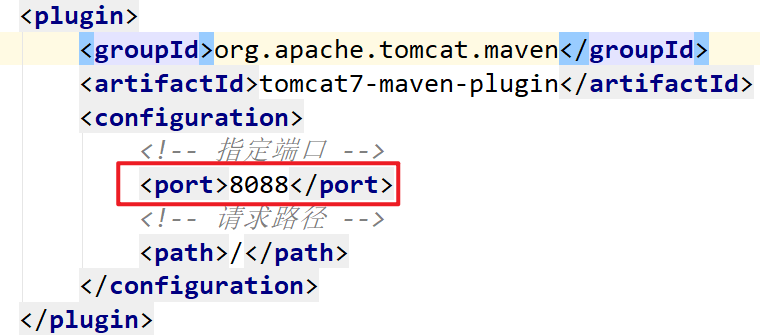 <plugin>
<groupId>org.apache.tomcat.maven</groupId>
<artifactId>tomcat7-maven-plugin</artifactId>
<configuration>
<!-- 指定端口 -->
<port>8088</port>
<!-- 请求路径 -->
<path>/</path>
</configuration>
</plugin>